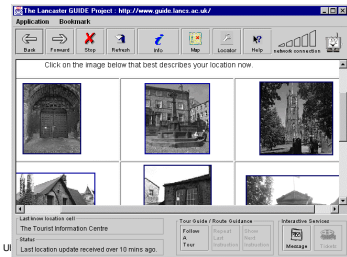 The Lancaster GUIDE Project : http://www.guide.lancs.ac.uk/
Application Bookmark
Back Forward Stop Refresh Info Map Locator Help network connection
Click on the image below that best describes your location now.
Last know location cell
The Tourist Information Centre
Status
Last location update received over 10 mins ago.
Tour Guide / Route Guidance
Follow A Tour
Repeat Last Instruction
Show Next Instruction
Interactive Services
Message Tickets